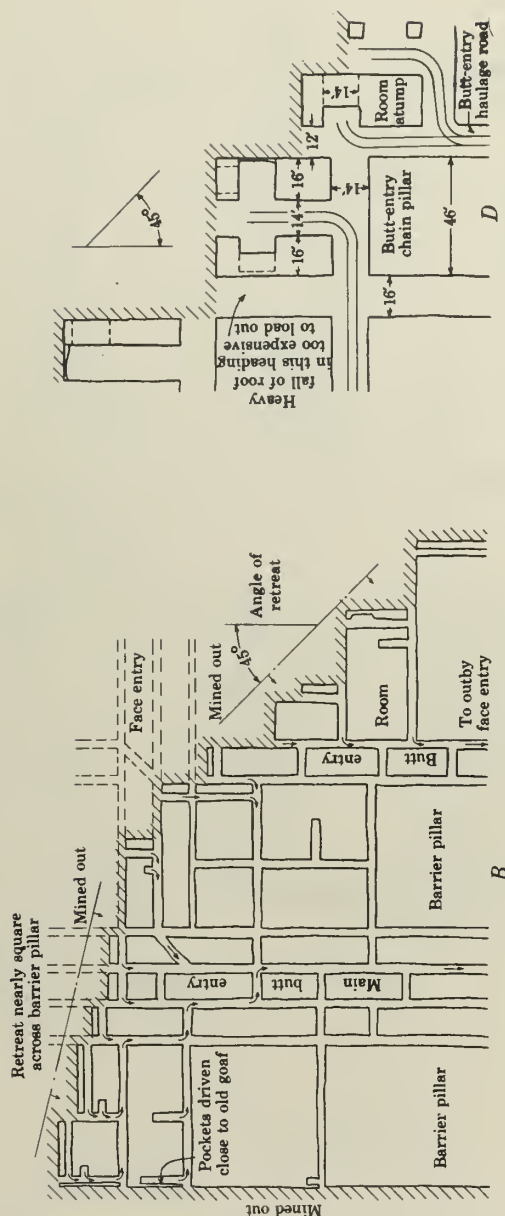 Retreat nearly square
across barrier pillar
Mined out
Face entry
Mined out
Angle of
retreat
45°
Room
To outby
face entry
Butt
entry
Barrier pillar
Main
butt
entry
Pockets driven
close to old goaf
Barrier pillar
Mined out
B
45°
Heavy
fall of roof
in this heading
too expensive
to load out
16'
14'
16'
12'
14'
14'
Room
atump
Butt-entry
chain pillar
46'
16'
Butt-entry
haulage road
D